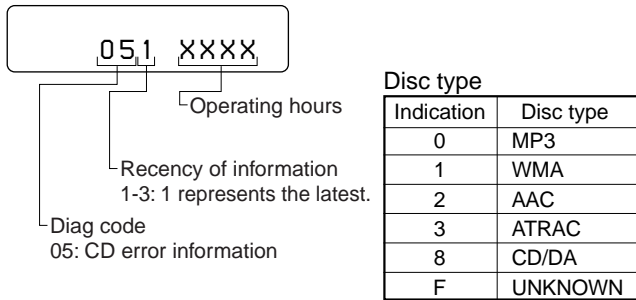 051 XXXX
Operating hours
Recency of information
1-3: 1 represents the latest.
Diag code
05: CD error information
Disc type
Indication Disc type
0 MP3
1 WMA
2 AAC
3 ATRAC
8 CD/DA
F UNKNOWN